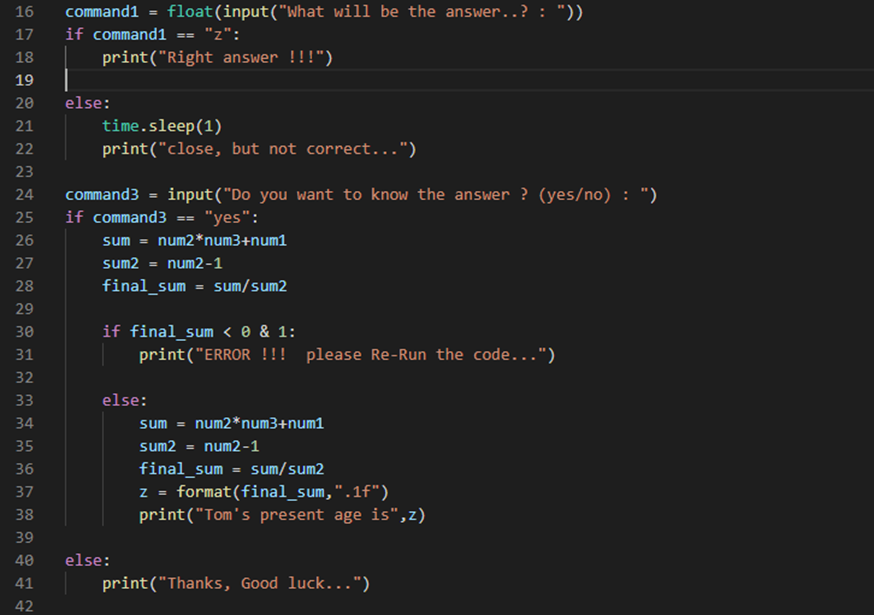 16 command1 = float(input("What will be the answer..? : "))
17 if command1 == "z":
18     print("Right answer !!!")
19
20 else:
21     time.sleep(1)
22     print("close, but not correct...")
23
24 command3 = input("Do you want to know the answer ? (yes/no) : ")
25 if command3 == "yes":
26     sum = num2*num3+num1
27     sum2 = num2-1
28     final_sum = sum/sum2
29
30     if final_sum < 0 & 1:
31         print("ERROR !!!  please Re-Run the code...")
32
33     else:
34         sum = num2*num3+num1
35         sum2 = num2-1
36         final_sum = sum/sum2
37         z = format(final_sum,".1f")
38         print("Tom's present age is",z)
39
40 else:
41     print("Thanks, Good luck...")
42